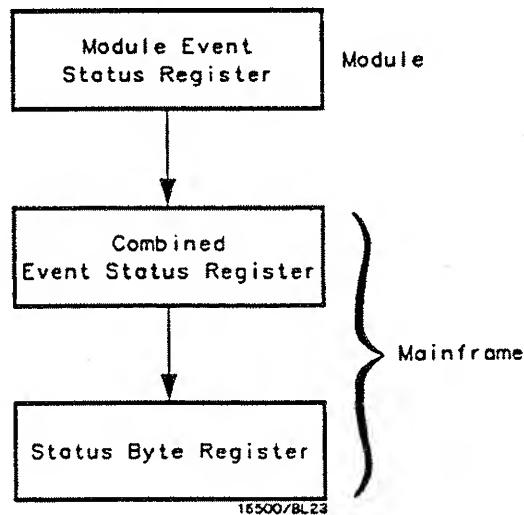 Module Event
Status Register
Module
Combined
Event Status Register
Mainframe
Status Byte Register
16500/BL23